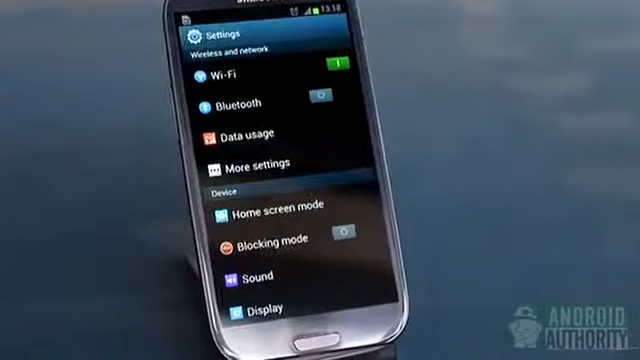 SAMSUNG
13:18
Settings
Wireless and network
Wi-Fi
Bluetooth
Data usage
More settings
Device
Home screen mode
Blocking mode
Sound
Display
ANDROID
AUTHORITY